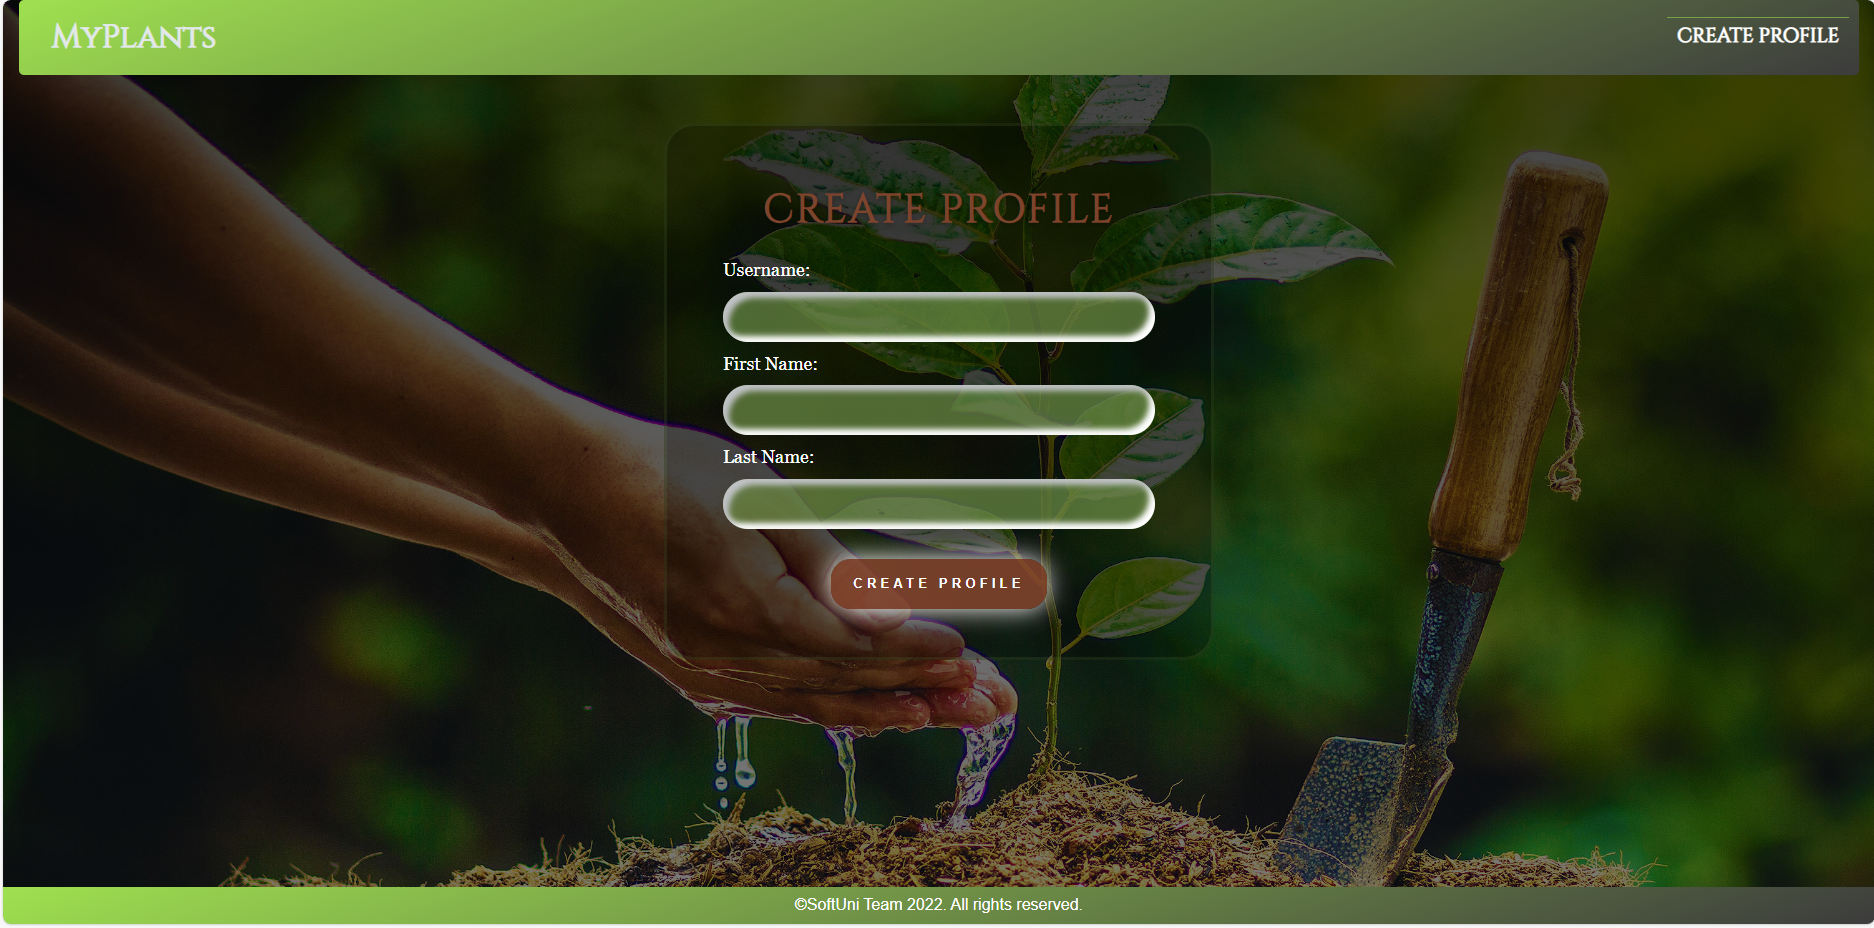 MyPlants
CREATE PROFILE
CREATE PROFILE
Username:
First Name:
Last Name:
CREATE PROFILE
©SoftUni Team 2022. All rights reserved.